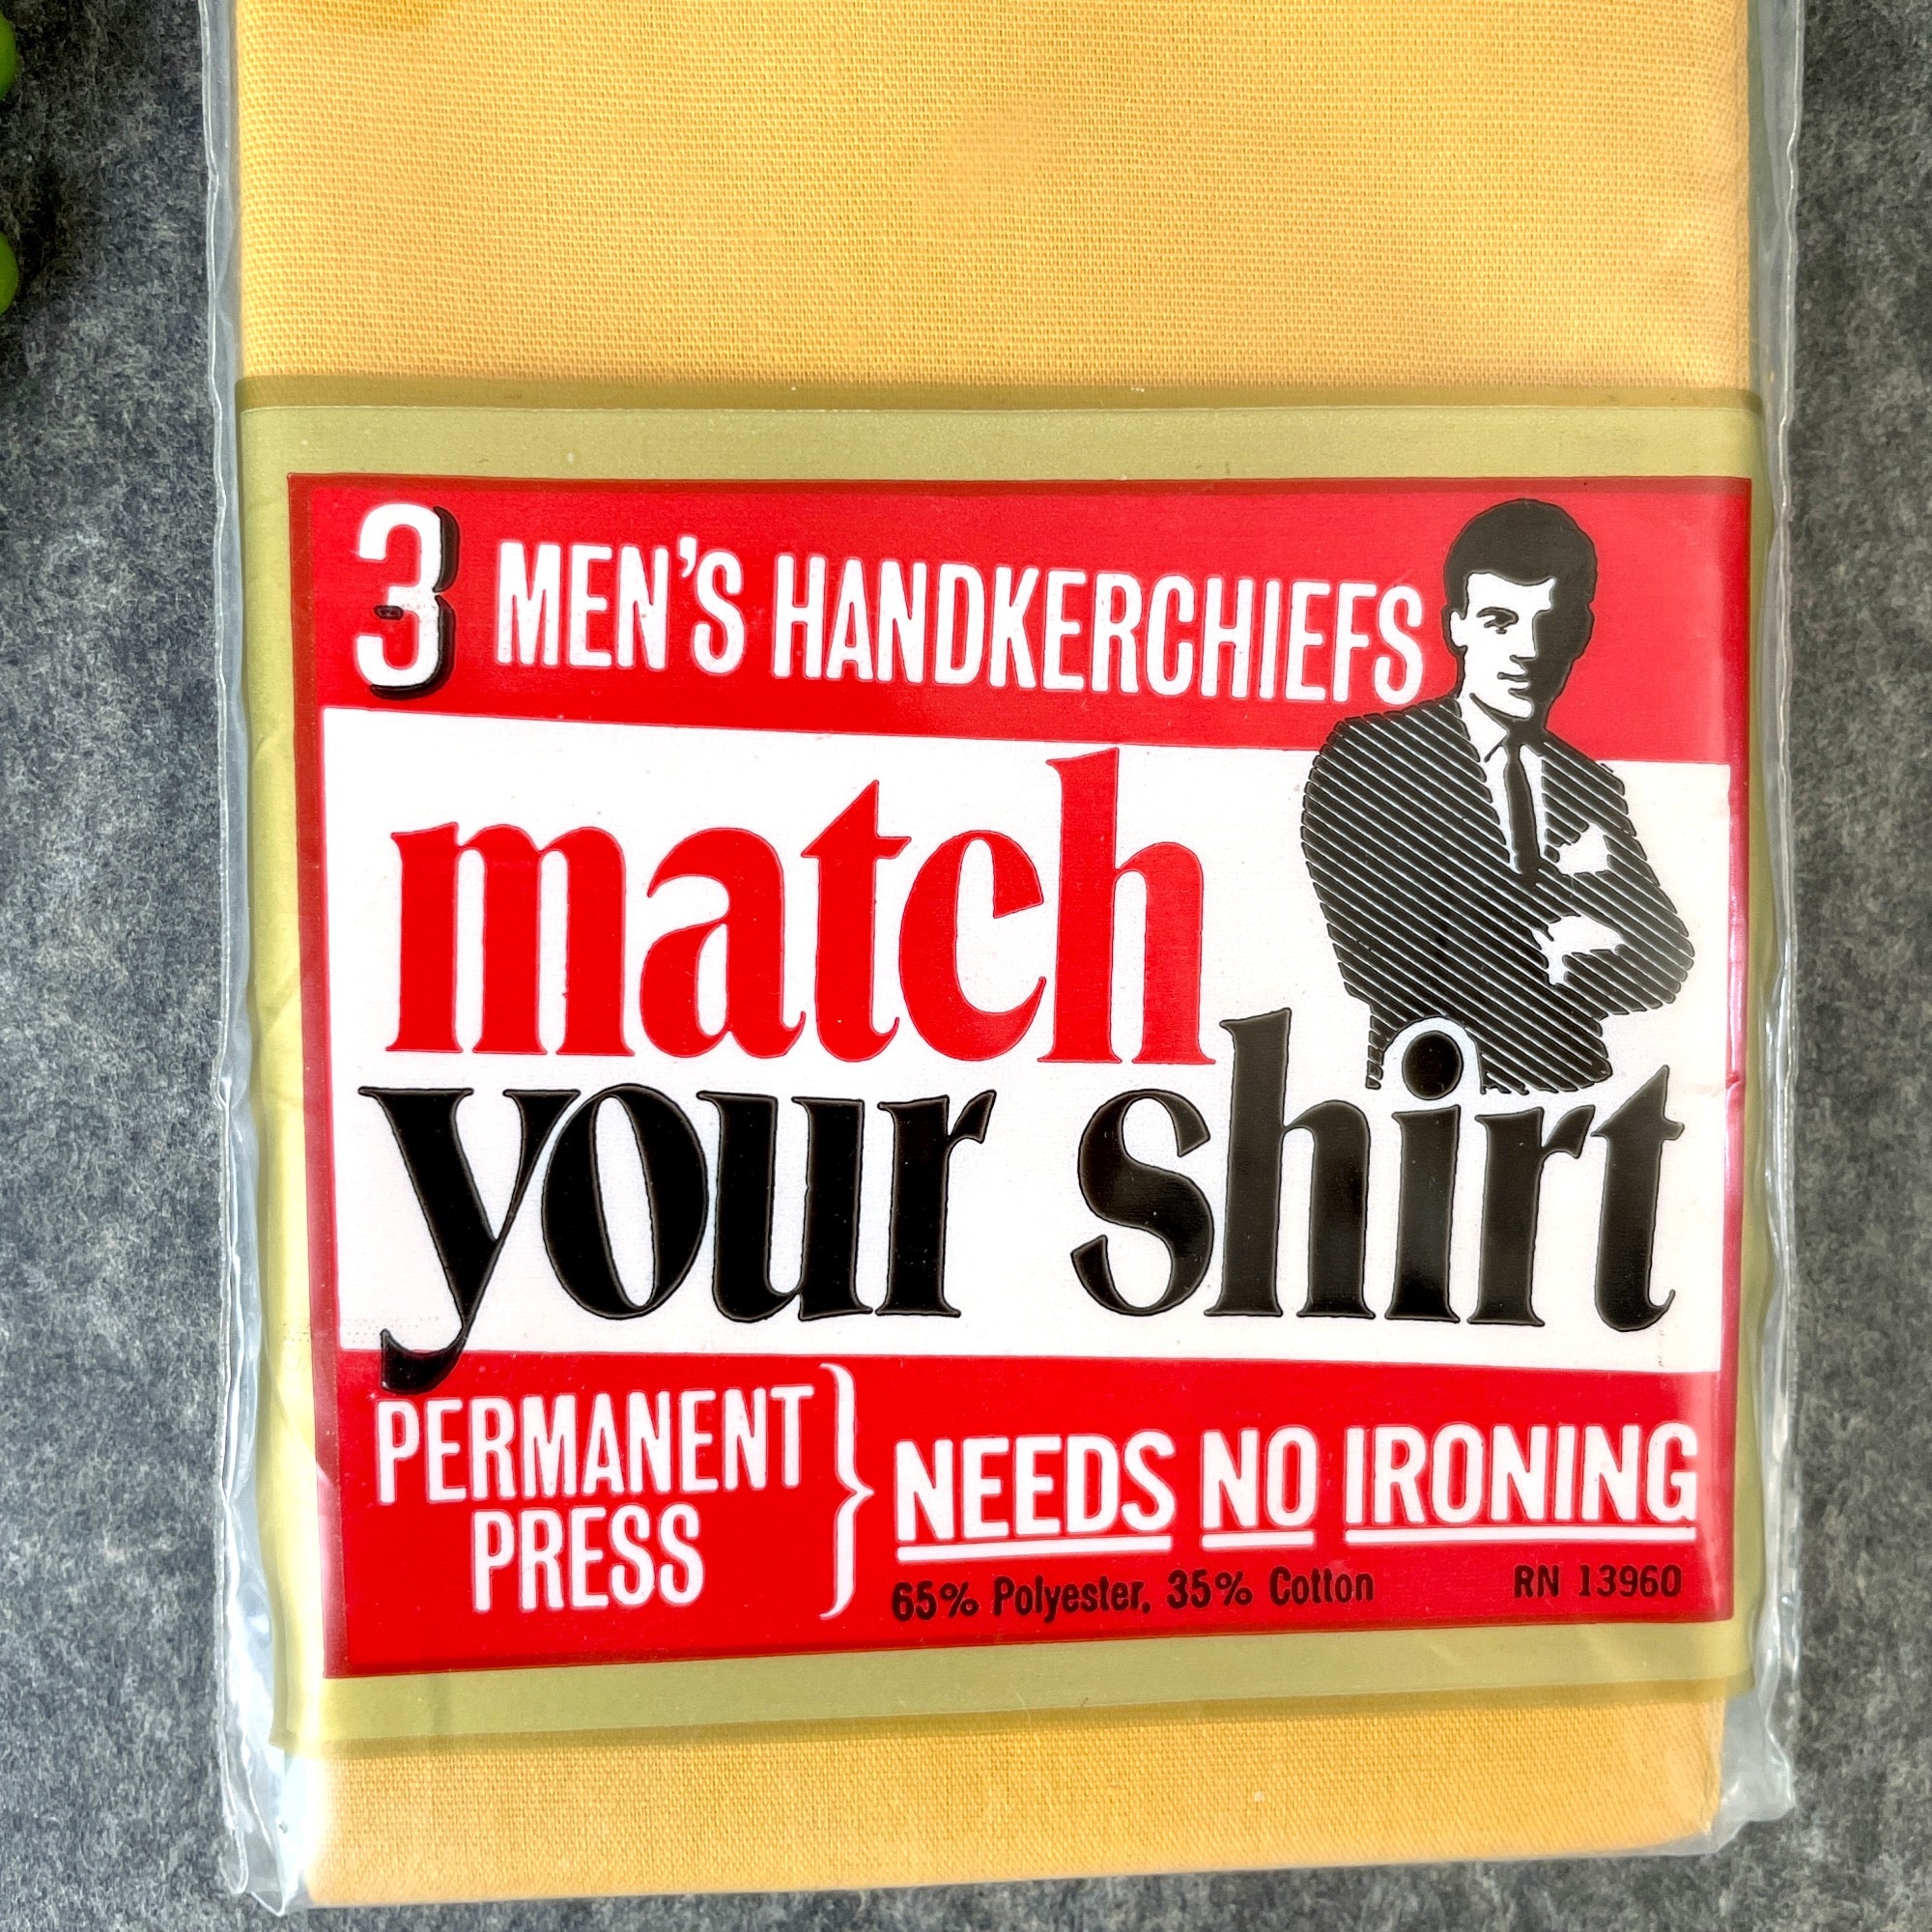 3 MEN'S HANDKERCHIEFS
match
your shirt
PERMANENT
PRESS
} NEEDS NO IRONING
65% Polyester, 35% Cotton
RN 13960